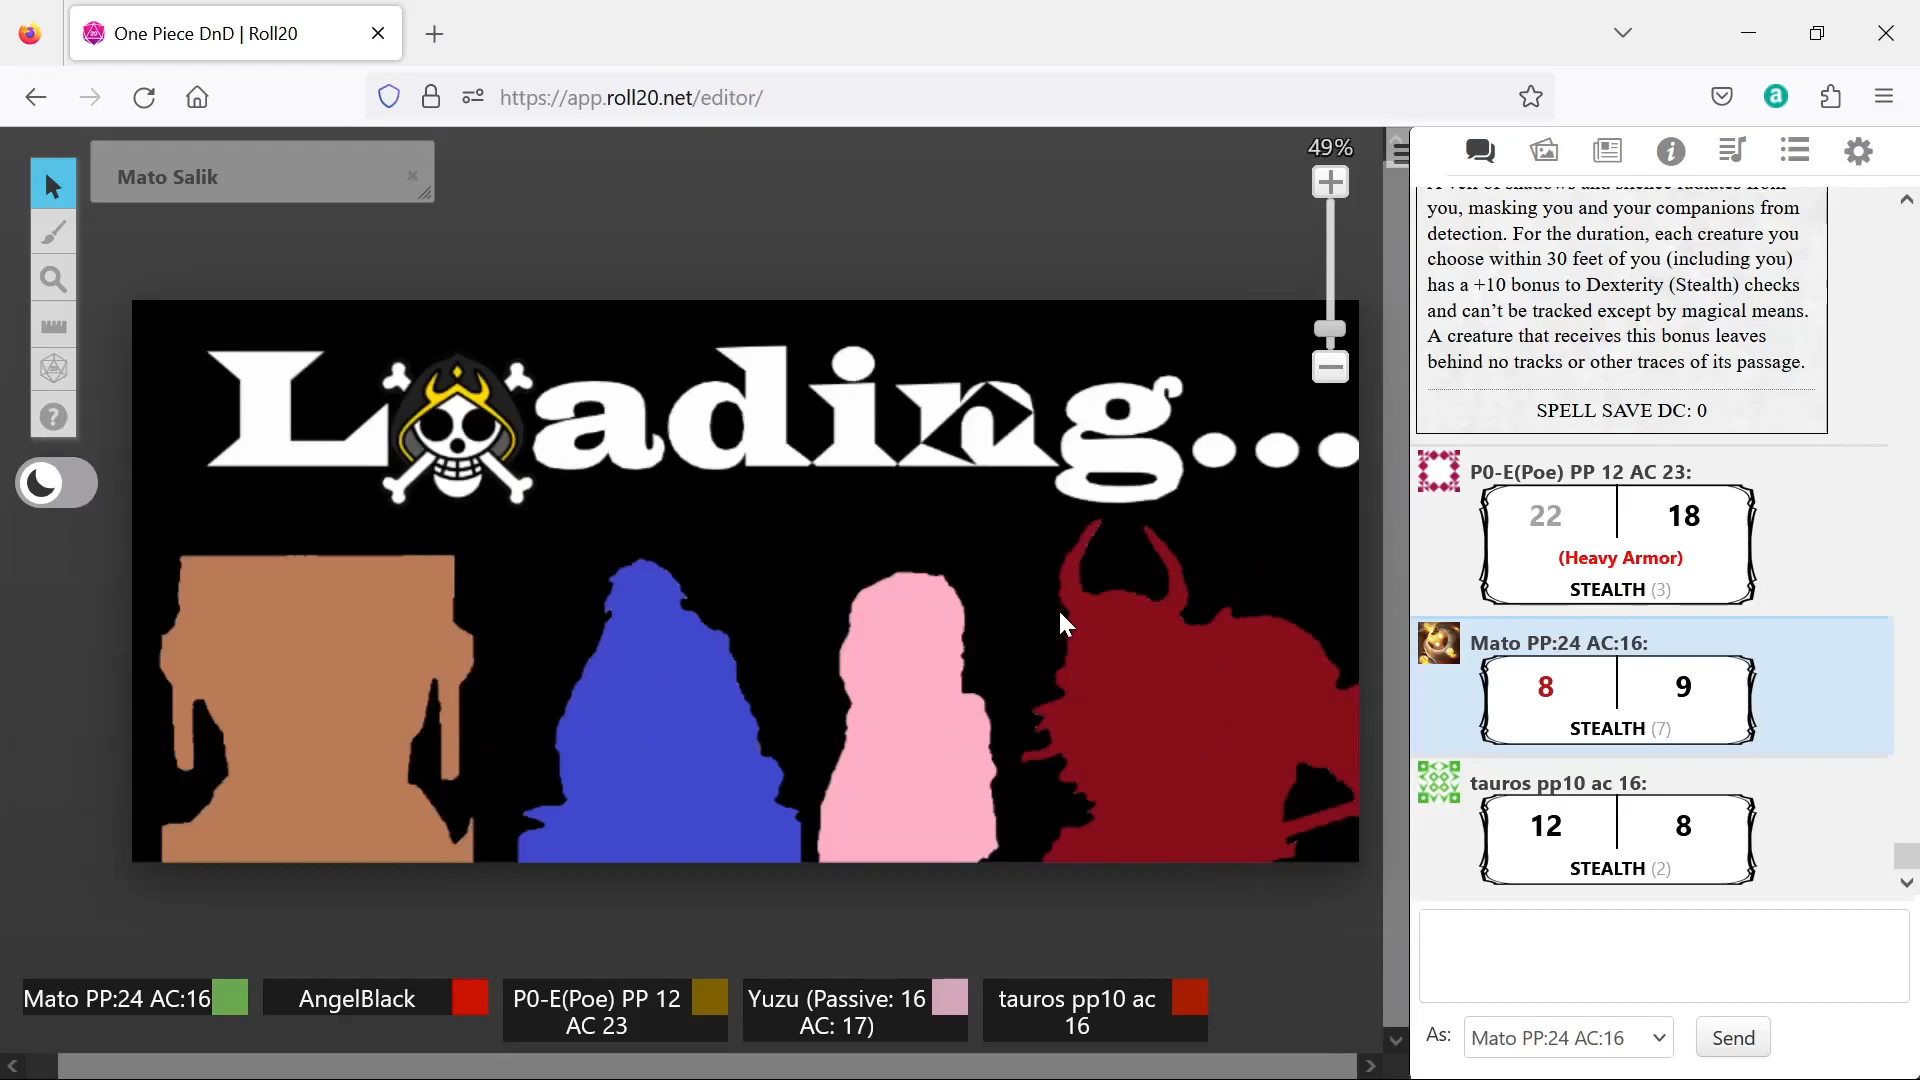 One Piece DnD | Roll20
https://app.roll20.net/editor/
Mato Salik
49%
Loading...
you, masking you and your companions from
detection. For the duration, each creature you
choose within 30 feet of you (including you)
has a +10 bonus to Dexterity (Stealth) checks
and can’t be tracked except by magical means.
A creature that receives this bonus leaves
behind no tracks or other traces of its passage.
SPELL SAVE DC: 0
P0-E(Poe) PP 12 AC 23:
22 18
(Heavy Armor)
STEALTH (3)
Mato PP:24 AC:16:
8 9
STEALTH (7)
tauros pp10 ac 16:
12 8
STEALTH (2)
Mato PP:24 AC:16
AngelBlack
P0-E(Poe) PP 12
AC 23
Yuzu (Passive: 16
AC: 17)
tauros pp10 ac
16
As: Mato PP:24 AC:16 Send